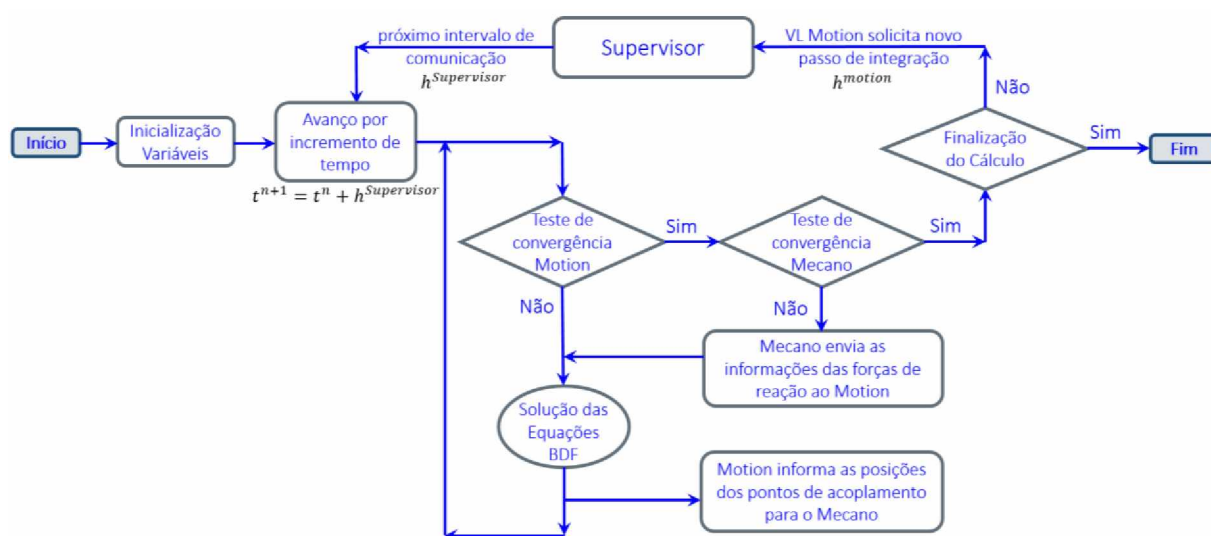 próximo intervalo de
comunicação
h^Supervisor
Supervisor
VL Motion solicita novo
passo de integração
h^motion
Não
Início
Inicialização
Variáveis
Avanço por
incremento de
tempo
t^n+1 = t^n + h^Supervisor
Finalização
do Cálculo
Sim
Fim
Teste de
convergência
Motion
Sim
Teste de
convergência
Mecano
Sim
Não
Não
Mecano envia as
informações das forças de
reação ao Motion
Solução das
Equações
BDF
Motion informa as posições
dos pontos de acoplamento
para o Mecano